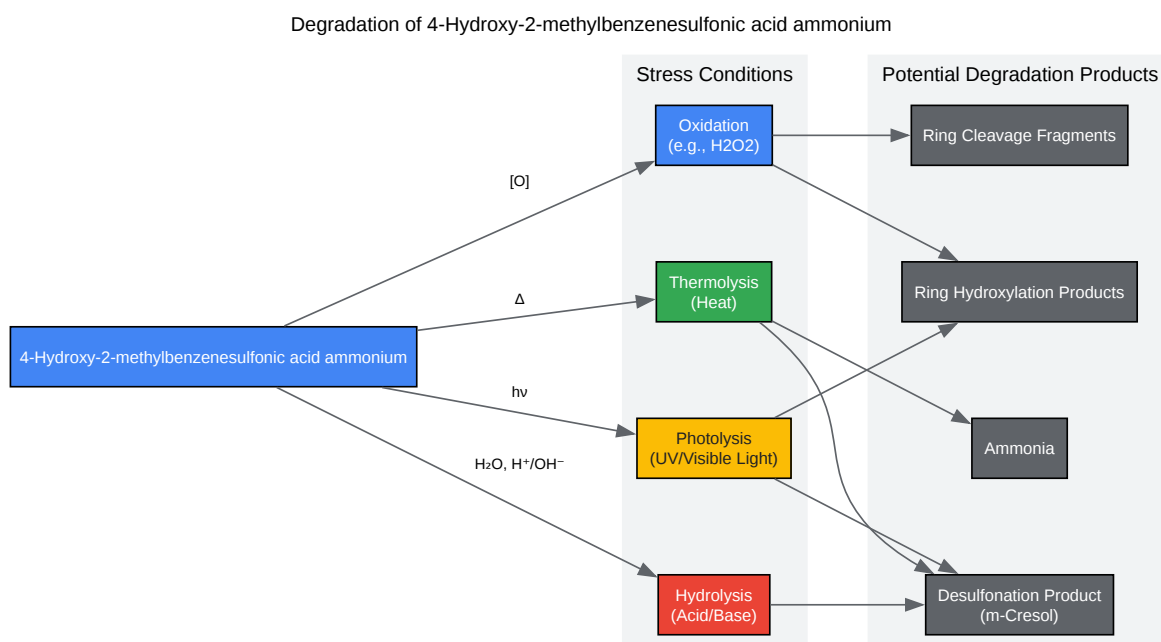 Degradation of 4-Hydroxy-2-methylbenzenesulfonic acid ammonium
Stress Conditions
Potential Degradation Products
Oxidation
(e.g., H2O2)
Ring Cleavage Fragments
[O]
Thermolysis
(Heat)
Ring Hydroxylation Products
Δ
4-Hydroxy-2-methylbenzenesulfonic acid ammonium
hν
Photolysis
(UV/Visible Light)
Ammonia
H₂O, H⁺/OH⁻
Hydrolysis
(Acid/Base)
Desulfonation Product
(m-Cresol)